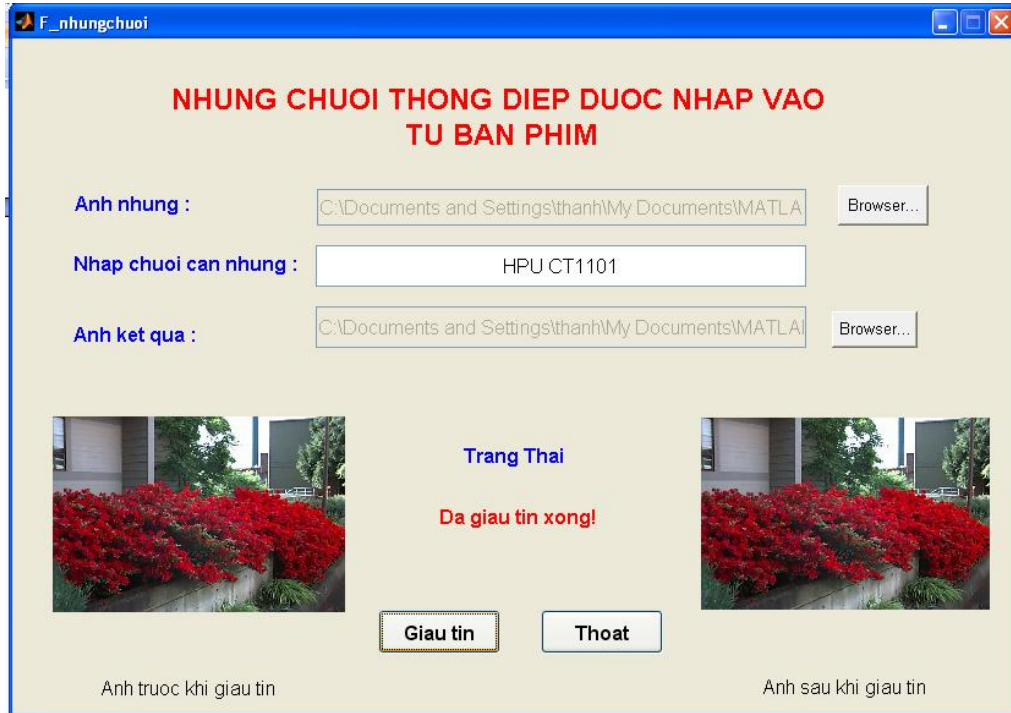 F_nhungchuoi
NHUNG CHUOI THONG DIEP DUOC NHAP VAO
TU BAN PHIM
Anh nhung :
C:\Documents and Settings\thanh\My Documents\MATLA
Browser...
Nhap chuoi can nhung :
HPU CT1101
Anh ket qua :
C:\Documents and Settings\thanh\My Documents\MATLA
Browser...
Trang Thai
Da giau tin xong!
Giau tin
Thoat
Anh truoc khi giau tin
Anh sau khi giau tin